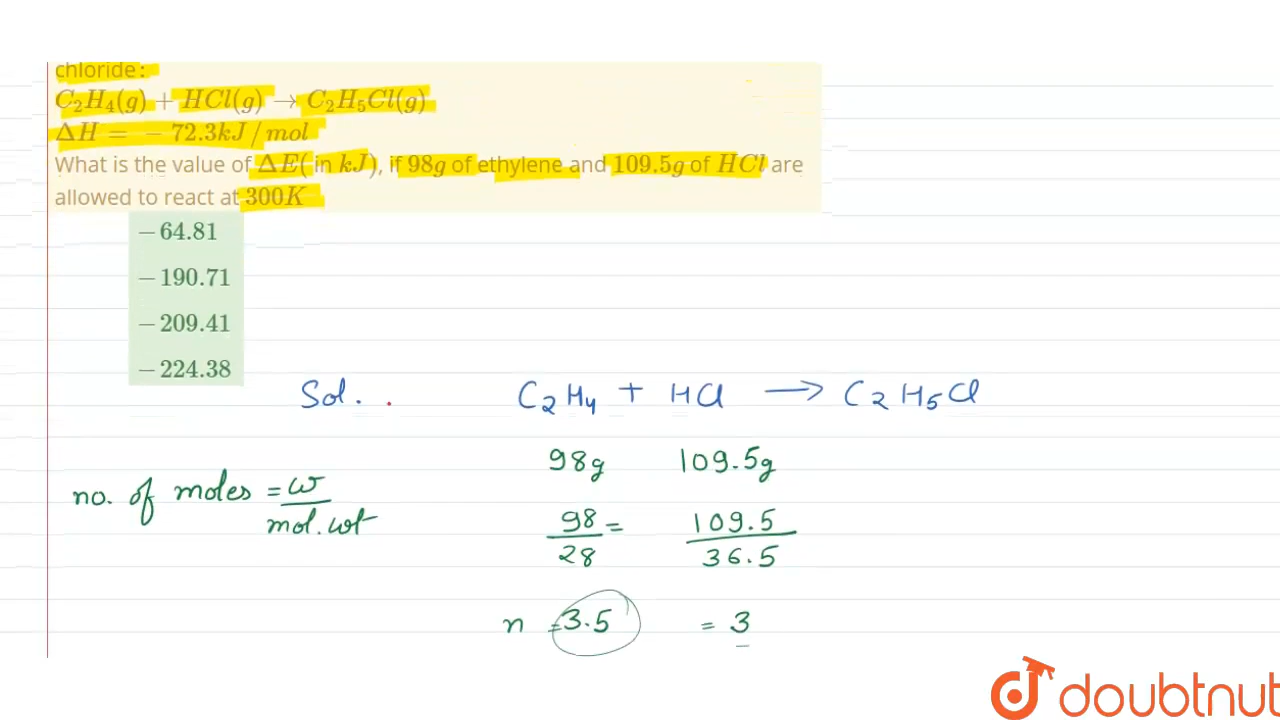 chloride:
C₂H₄(g) + HCl(g) → C₂H₅Cl(g)
ΔH = −72.3kJ/mol
What is the value of ΔE( in kJ), if 98g of ethylene and 109.5g of HCl are
allowed to react at 300K
−64.81
−190.71
−209.41
−224.38
Sol. . C₂H₄ + HCl → C₂H₅Cl
98g 109.5g
no. of moles = w/mol. wt
98/28 = 109.5/36.5
n = 3.5 = 3
doubtnut